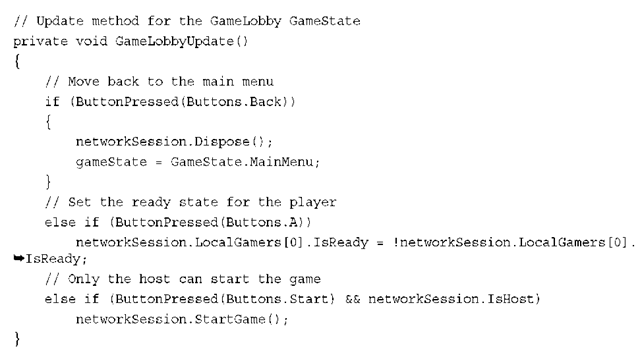 // Update method for the GameLobby GameState
private void GameLobbyUpdate()
{
    // Move back to the main menu
    if (ButtonPressed(Buttons.Back))
    {
        networkSession.Dispose();
        gameState = GameState.MainMenu;
    }
    // Set the ready state for the player
    else if (ButtonPressed(Buttons.A))
        networkSession.LocalGamers[0].IsReady = !networkSession.LocalGamers[0].
➥IsReady;
    // Only the host can start the game
    else if (ButtonPressed(Buttons.Start) && networkSession.IsHost)
        networkSession.StartGame();
}